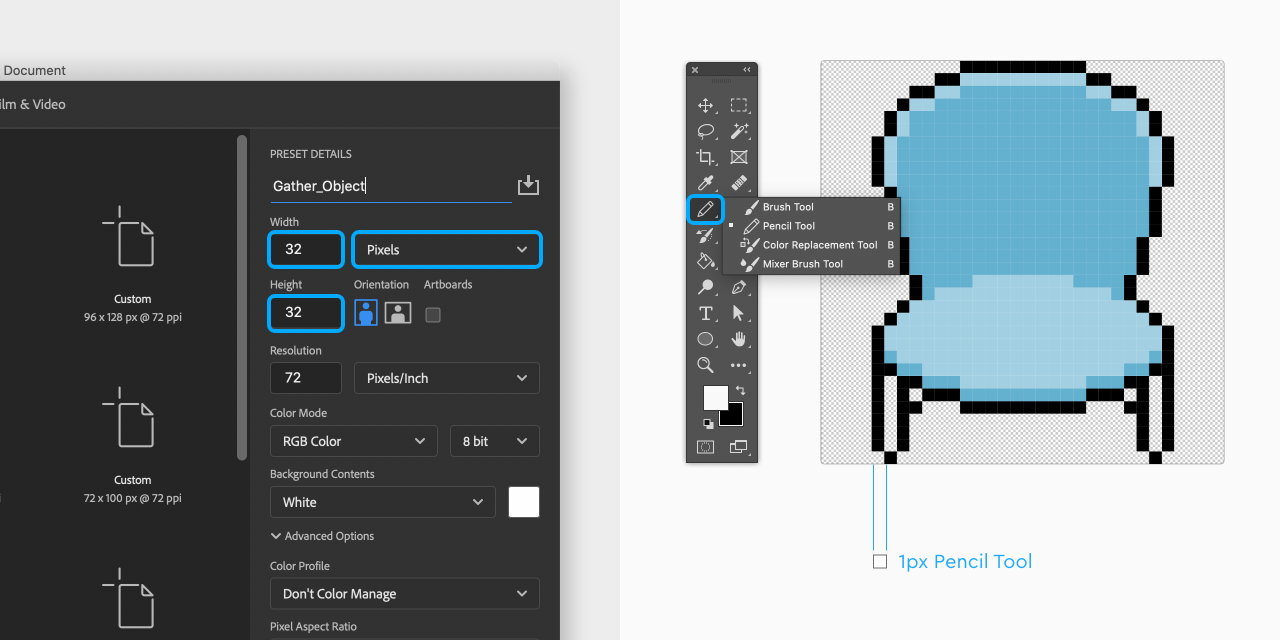 Document
ilm & Video
PRESET DETAILS
Gather_Object
Width
32
Pixels
Height
Orientation
Artboards
32
Resolution
72
Pixels/Inch
Color Mode
RGB Color
8 bit
Background Contents
White
Advanced Options
Color Profile
Don't Color Manage
Pixel Aspect Ratio
Custom
96 x 128 px @ 72 ppi
Custom
72 x 100 px @ 72 ppi
Brush Tool B
Pencil Tool B
Color Replacement Tool B
Mixer Brush Tool B
T
1px Pencil Tool